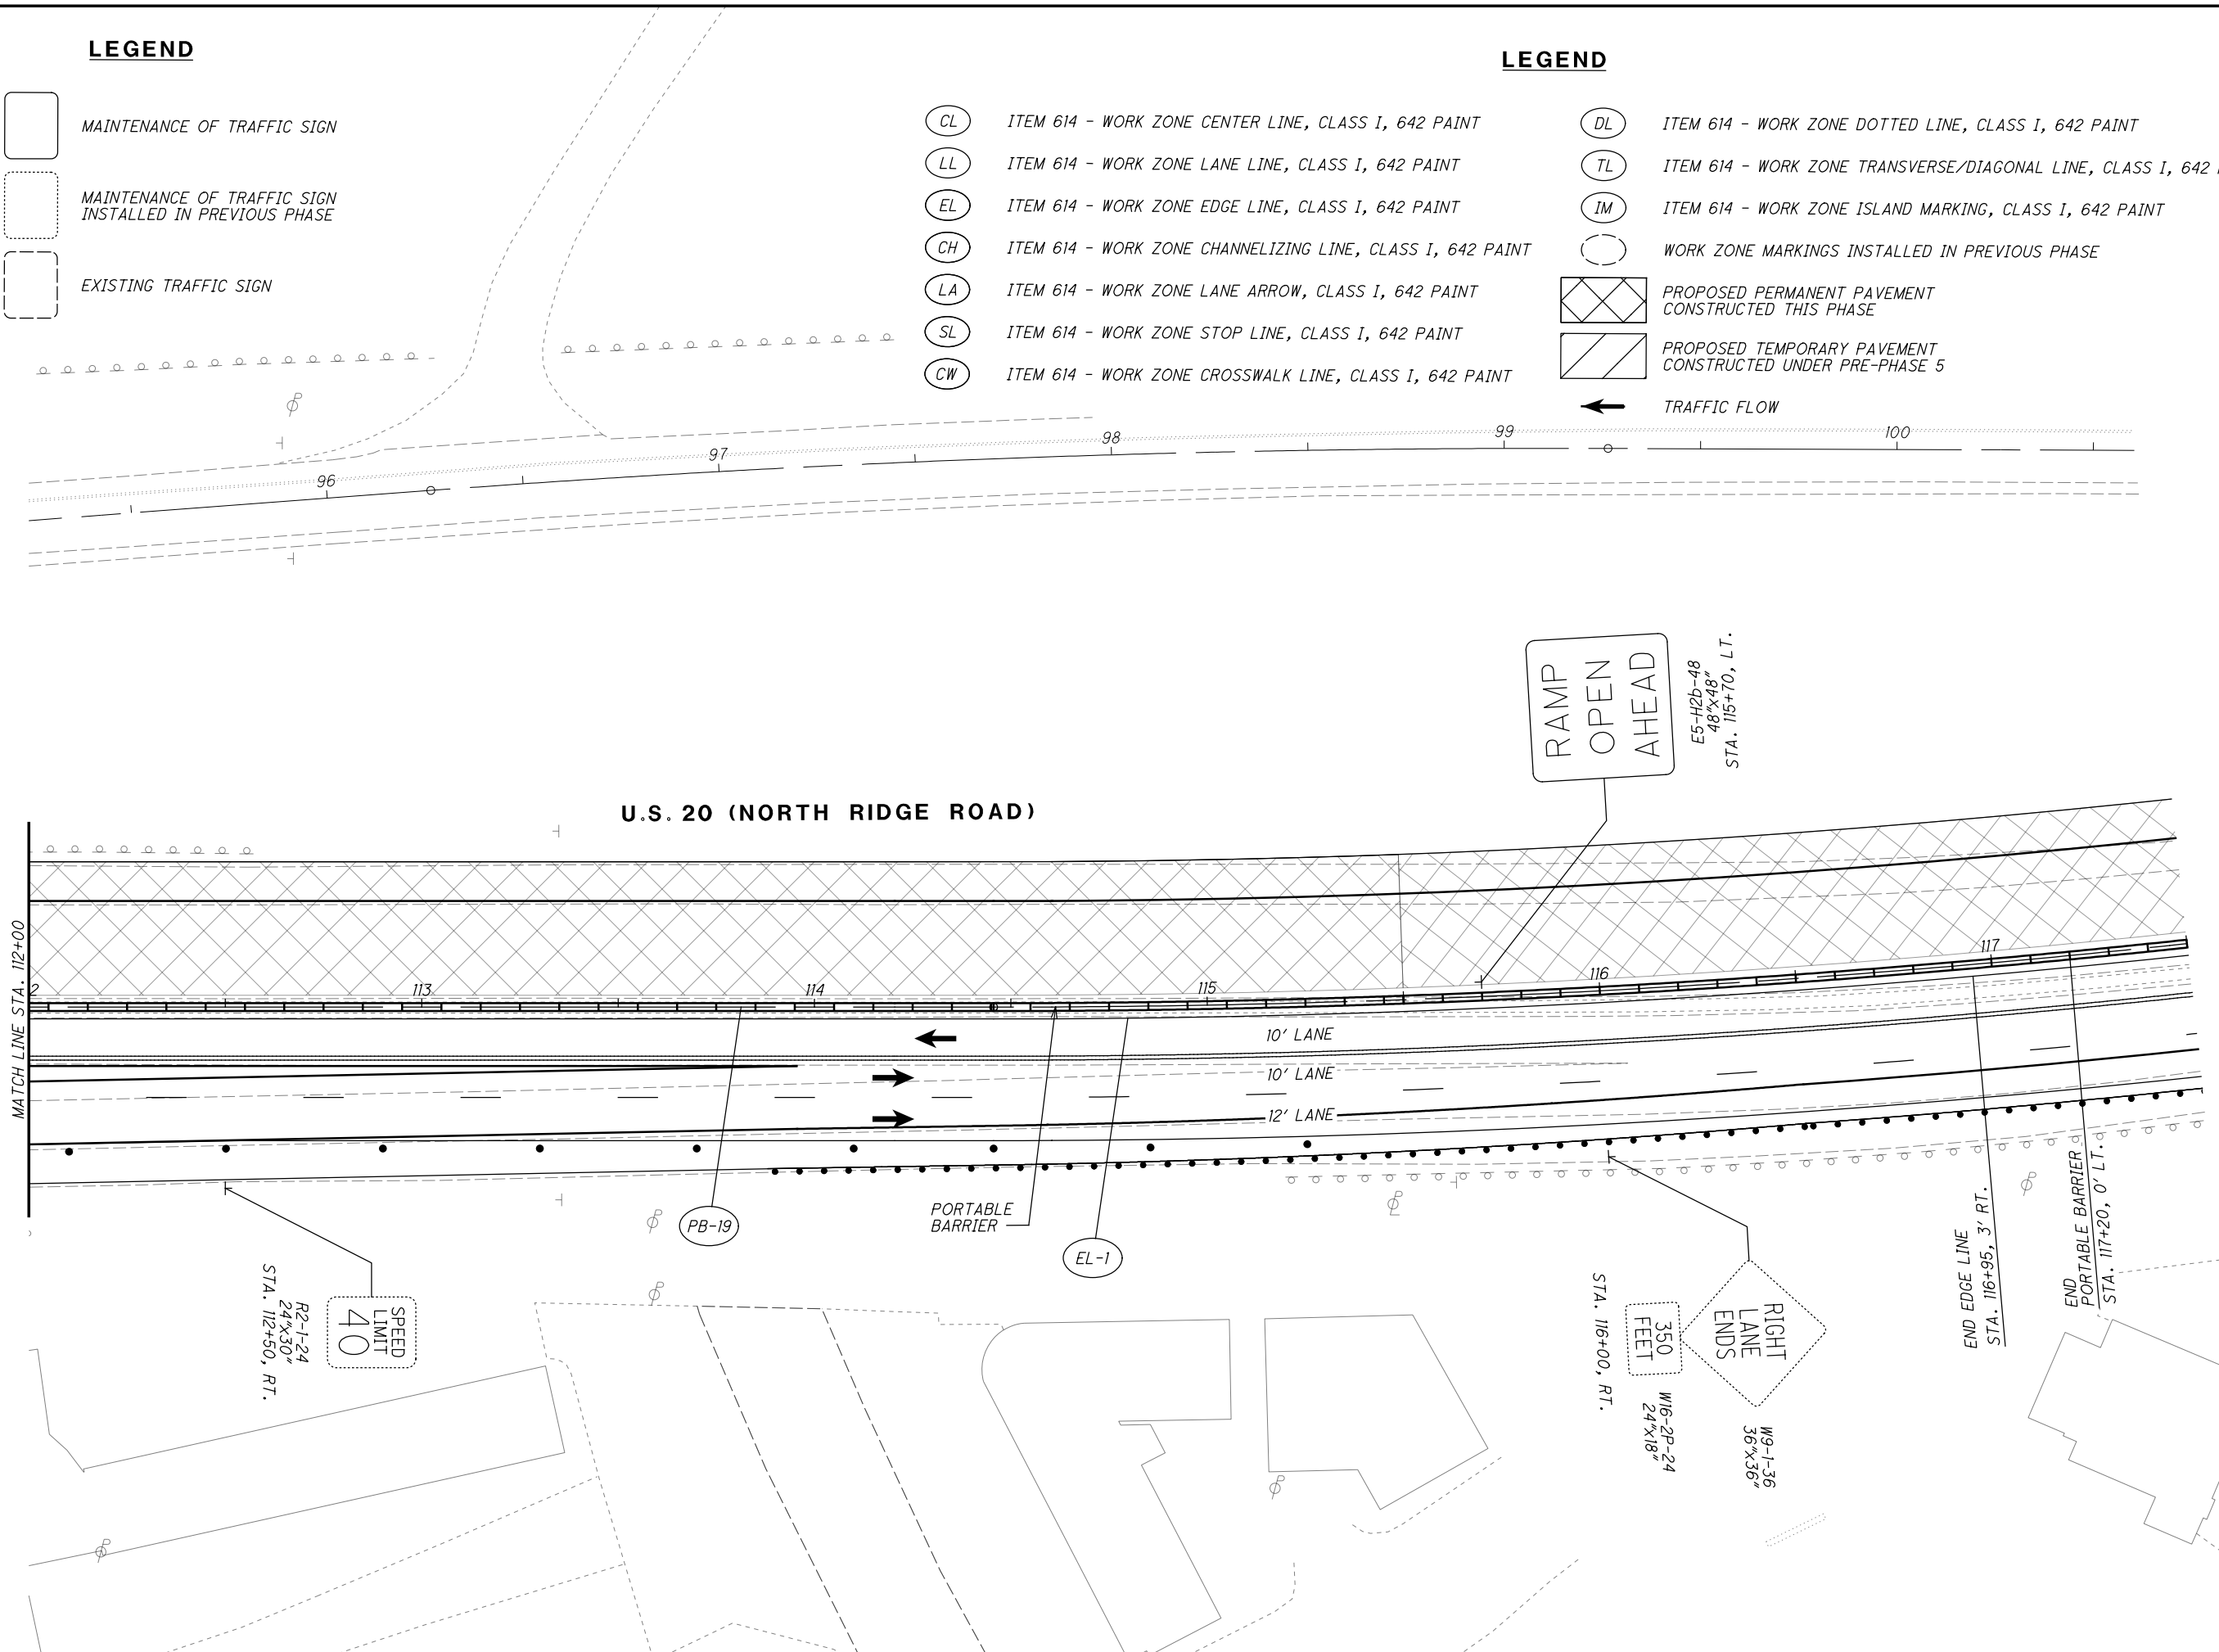 LEGEND
MAINTENANCE OF TRAFFIC SIGN
MAINTENANCE OF TRAFFIC SIGN
INSTALLED IN PREVIOUS PHASE
EXISTING TRAFFIC SIGN
LEGEND
CL ITEM 614 - WORK ZONE CENTER LINE, CLASS I, 642 PAINT
LL ITEM 614 - WORK ZONE LANE LINE, CLASS I, 642 PAINT
EL ITEM 614 - WORK ZONE EDGE LINE, CLASS I, 642 PAINT
CH ITEM 614 - WORK ZONE CHANNELIZING LINE, CLASS I, 642 PAINT
LA ITEM 614 - WORK ZONE LANE ARROW, CLASS I, 642 PAINT
SL ITEM 614 - WORK ZONE STOP LINE, CLASS I, 642 PAINT
CW ITEM 614 - WORK ZONE CROSSWALK LINE, CLASS I, 642 PAINT
DL ITEM 614 - WORK ZONE DOTTED LINE, CLASS I, 642 PAINT
TL ITEM 614 - WORK ZONE TRANSVERSE/DIAGONAL LINE, CLASS I, 642
IM ITEM 614 - WORK ZONE ISLAND MARKING, CLASS I, 642 PAINT
WORK ZONE MARKINGS INSTALLED IN PREVIOUS PHASE
PROPOSED PERMANENT PAVEMENT
CONSTRUCTED THIS PHASE
PROPOSED TEMPORARY PAVEMENT
CONSTRUCTED UNDER PRE-PHASE 5
TRAFFIC FLOW
96
97
98
99
100
RAMP
OPEN
AHEAD
E5-H2b-48
48"x48"
STA. 115+70, LT.
U.S. 20 (NORTH RIDGE ROAD)
MATCH LINE STA. 112+00
2
113
114
115
116
117
10' LANE
10' LANE
12' LANE
PB-19
PORTABLE
BARRIER
EL-1
SPEED
LIMIT
40
R2-1-24
24"x30"
STA. 112+50, RT.
RIGHT
LANE
ENDS
350
FEET
STA. 116+00, RT.
W16-2P-24
24"x18"
W9-1-36
36"x36"
END EDGE LINE
STA. 116+95, 3' RT.
END
PORTABLE BARRIER
STA. 117+20, 0' LT.